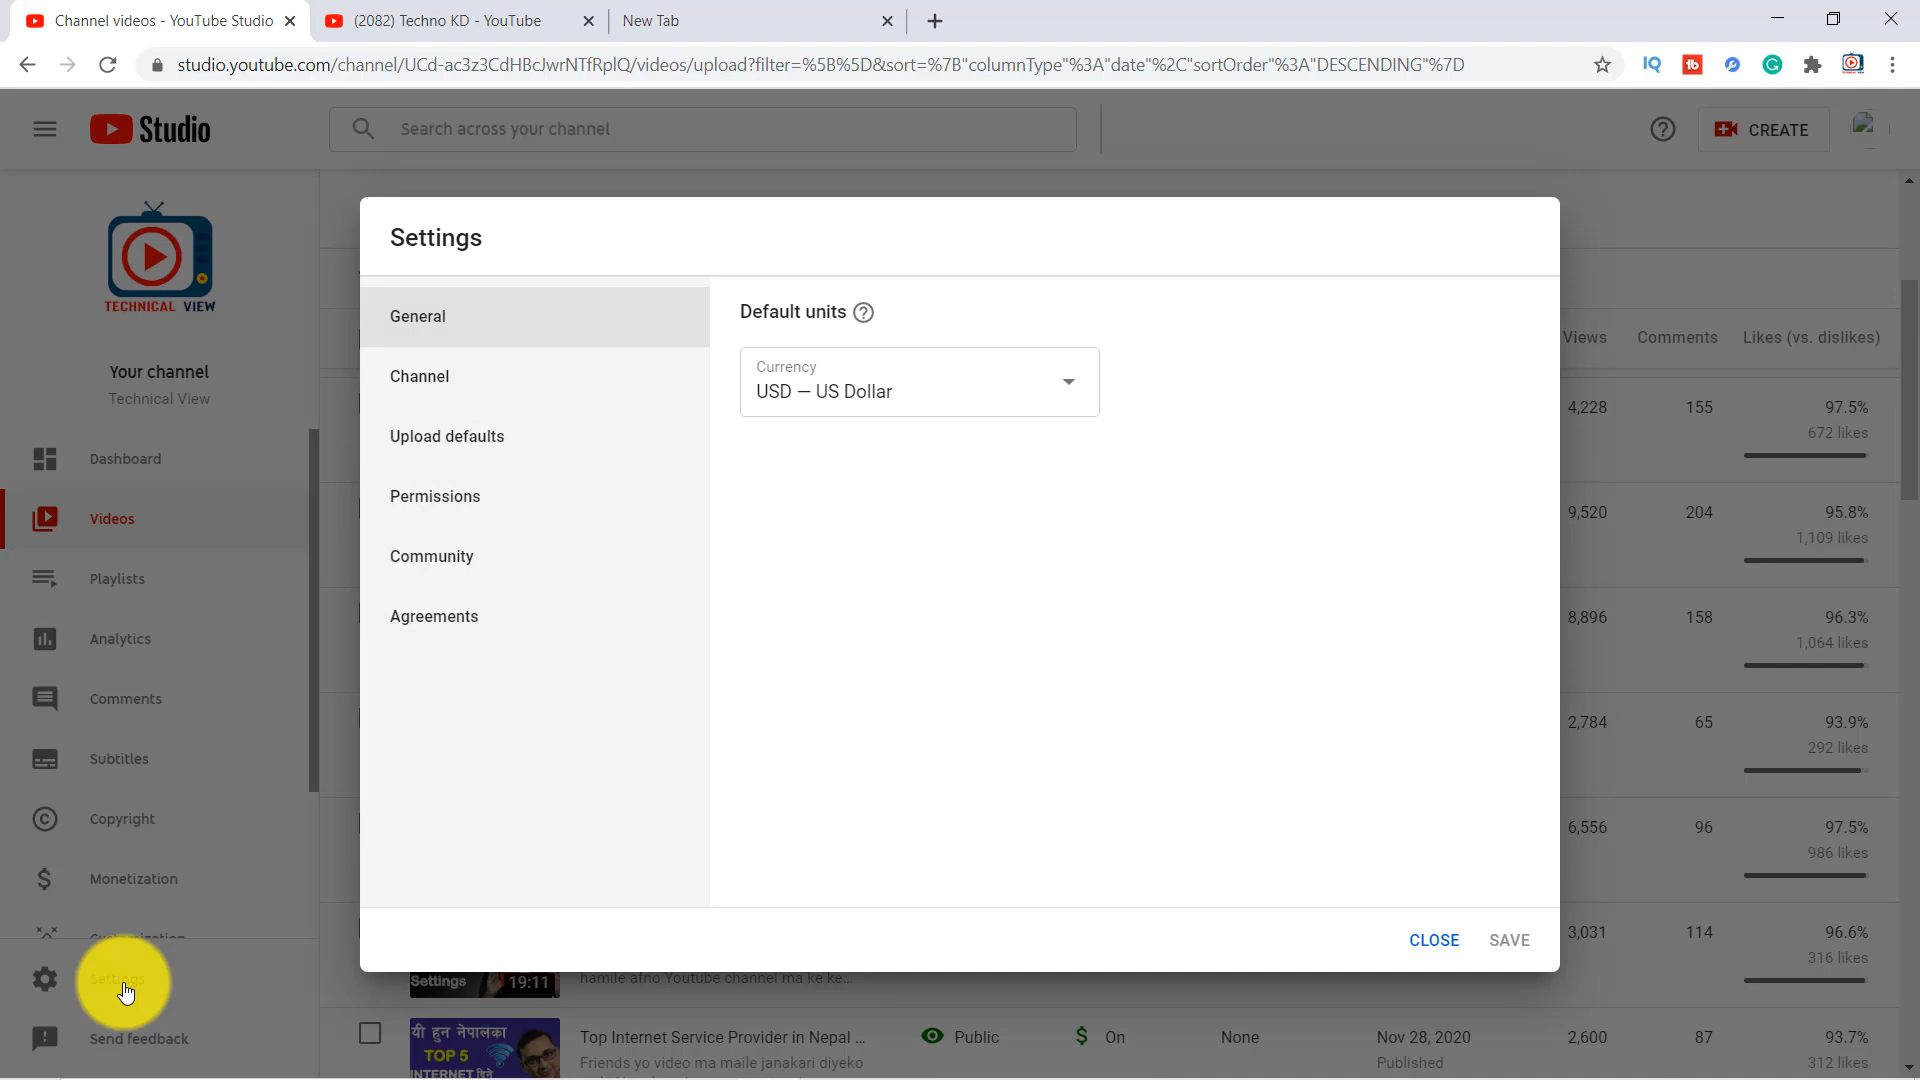 Channel videos - YouTube Studio
(2082) Techno KD - YouTube
New Tab
studio.youtube.com/channel/UCd-ac3z3CdHBcJwrNTfRplQ/videos/upload?filter=%5B%5D&sort=%7B"columnType"%3A"date"%2C"sortOrder"%3A"DESCENDING"%7D
Studio
Search across your channel
CREATE
TECHNICAL VIEW
Your channel
Technical View
Dashboard
Videos
Playlists
Analytics
Comments
Subtitles
Copyright
Monetization
Customization
Settings
Send feedback
Settings
General
Channel
Upload defaults
Permissions
Community
Agreements
Default units
Currency
USD — US Dollar
CLOSE
SAVE
Views Comments Likes (vs. dislikes)
4,228 155 97.5%
672 likes
9,520 204 95.8%
1,109 likes
8,896 158 96.3%
1,064 likes
2,784 65 93.9%
292 likes
6,556 96 97.5%
986 likes
3,031 114 96.6%
316 likes
Settings 19:11
hamile afno Youtube channel ma ke ke...
यी हुन नेपालका
TOP 5
INTERNET दिने
Top Internet Service Provider in Nepal ...
Friends yo video ma maile janakari diyeko
Public
On
None
Nov 28, 2020
Published
2,600 87 93.7%
312 likes